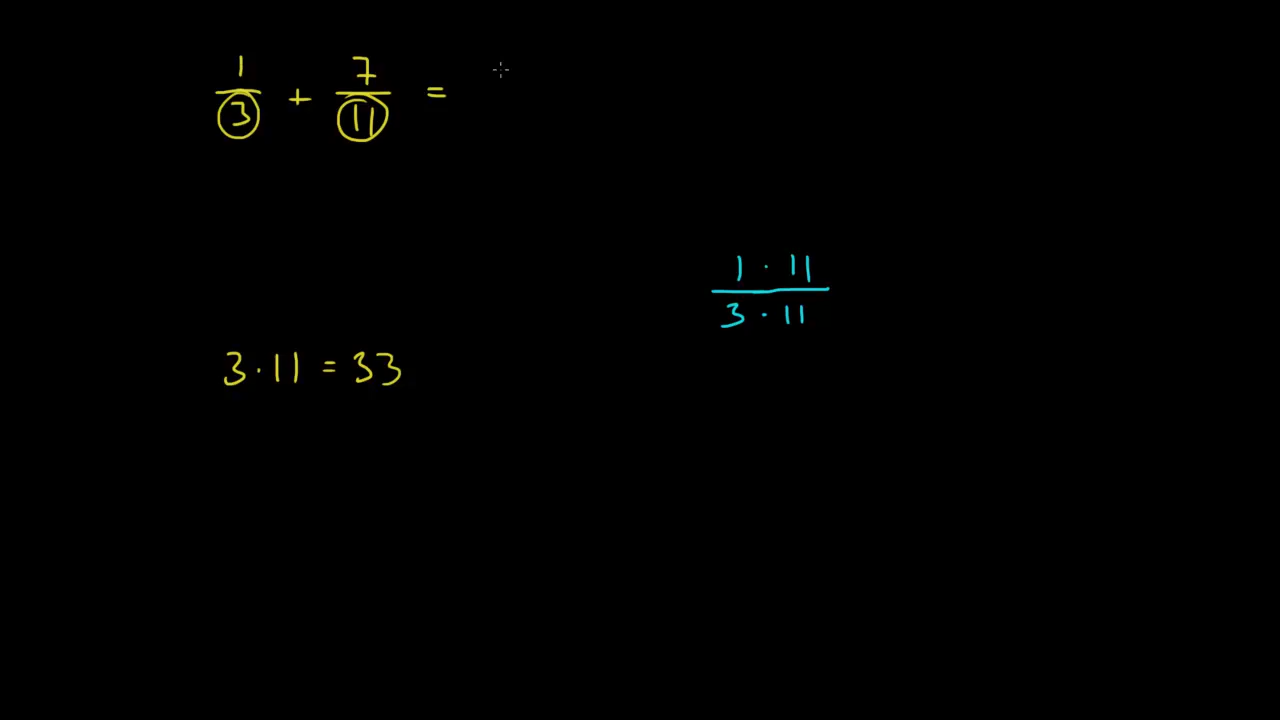 1/3 + 7/11 =
1 · 11
3 · 11
3 · 11 = 33